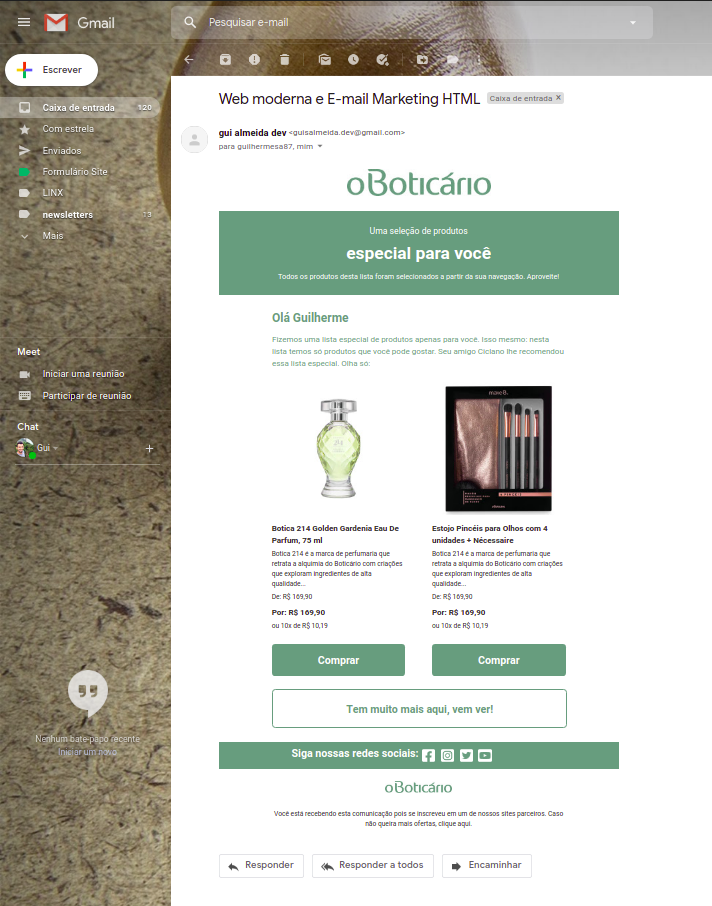 Gmail
Pesquisar e-mail
Escrever
Caixa de entrada 120
Com estrela
Enviados
Formulário Site
LINX
newsletters 13
Mais
Meet
Iniciar uma reunião
Participar de reunião
Chat
Gui
Nenhum bate-papo recente
Iniciar um novo
Web moderna e E-mail Marketing HTML Caixa de entrada x
gui almeida dev <guisalmeida.dev@gmail.com>
para guilhermesa87, mim
oBoticário
Uma seleção de produtos
especial para você
Todos os produtos desta lista foram selecionados a partir da sua navegação. Aproveite!
Olá Guilherme
Fizemos uma lista especial de produtos apenas para você. Isso mesmo: nesta
lista temos só produtos que você pode gostar. Seu amigo Ciclano lhe recomendou
essa lista especial. Olha só:
make B.
Botica 214 Golden Gardenia Eau De
Parfum, 75 ml
Botica 214 é a marca de perfumaria que
retrata a alquimia do Boticário com criações
que exploram ingredientes de alta
qualidade...
De: R$ 169,90
Por: R$ 169,90
ou 10x de R$ 10,19
Comprar
Estojo Pincéis para Olhos com 4
unidades + Nécessaire
Botica 214 é a marca de perfumaria que
retrata a alquimia do Boticário com criações
que exploram ingredientes de alta
qualidade...
De: R$ 169,90
Por: R$ 169,90
ou 10x de R$ 10,19
Comprar
Tem muito mais aqui, vem ver!
Siga nossas redes sociais:
oBoticário
Você está recebendo esta comunicação pois se inscreveu em um de nossos sites parceiros. Caso
não queira mais ofertas, clique aqui.
Responder
Responder a todos
Encaminhar